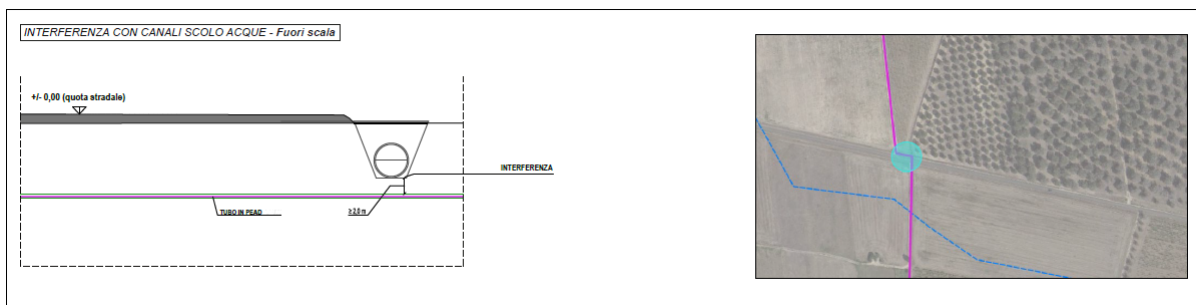 INTERFERENZA CON CANALI SCOLO ACQUE - Fuori scala
+/- 0,00 (quota stradale)
INTERFERENZA
TUBO IN PEAD
≥ 2,0 m